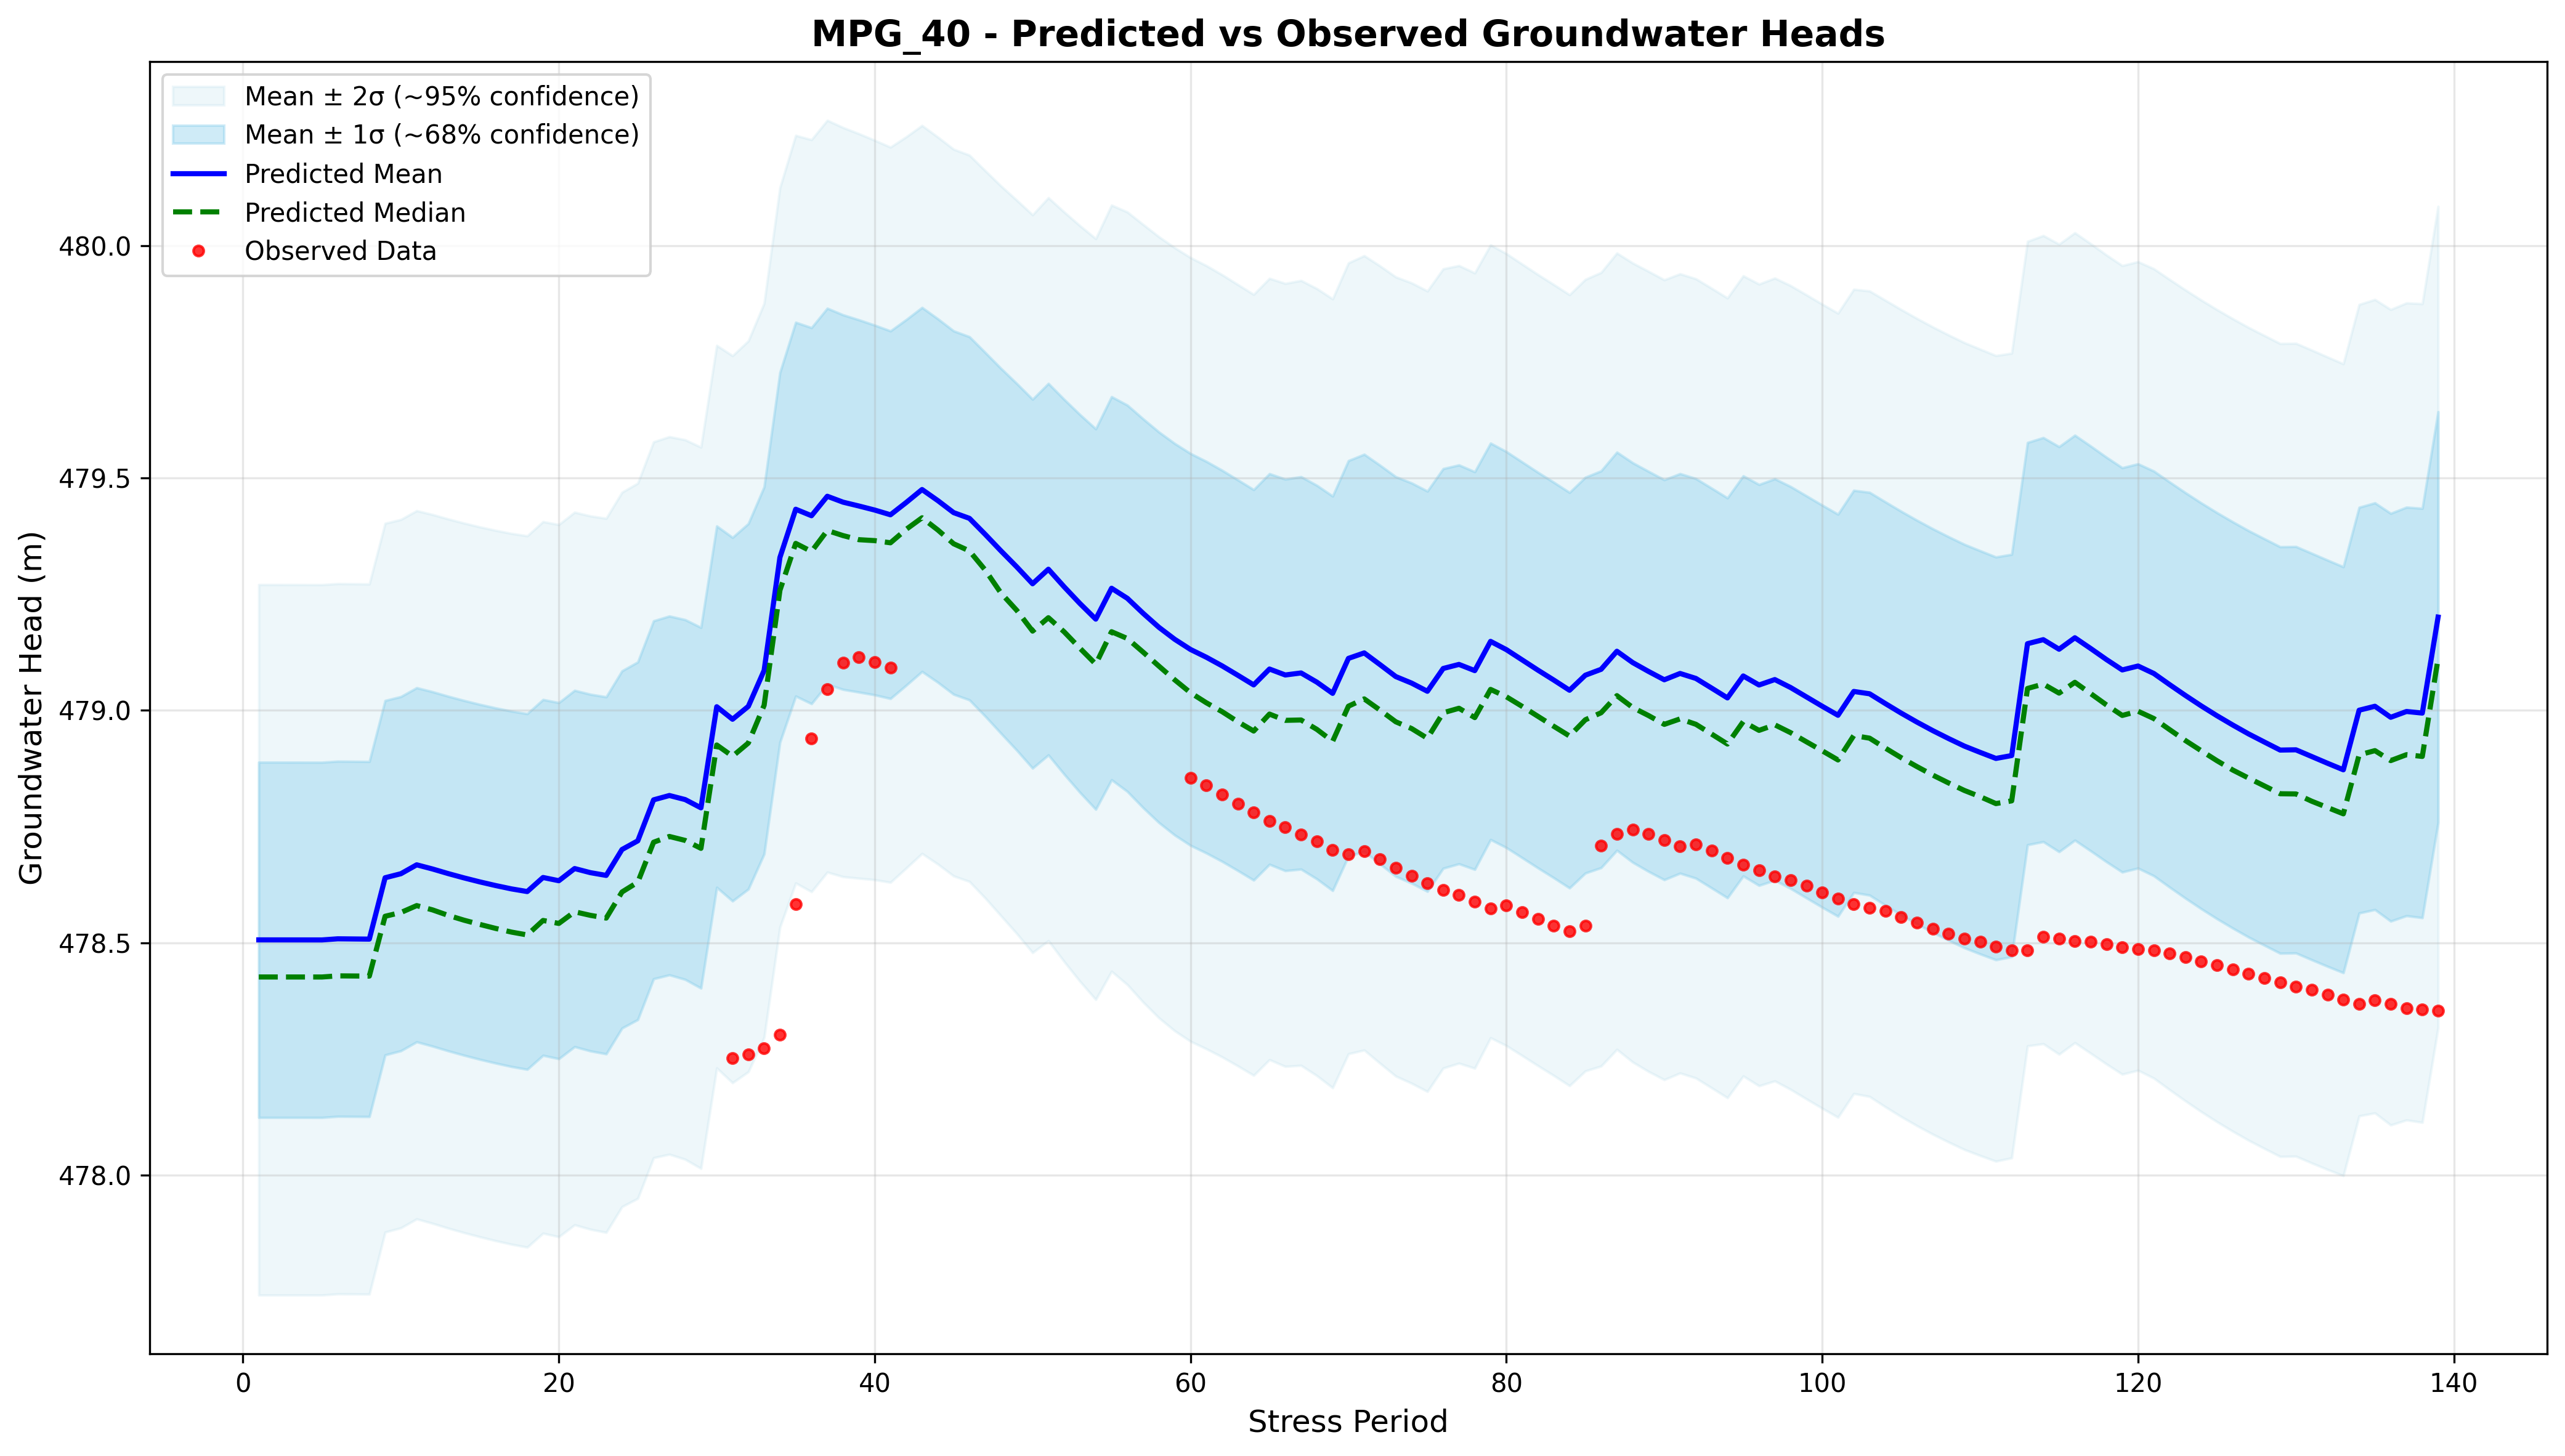 MPG_40 - Predicted vs Observed Groundwater Heads
Mean ± 2σ (~95% confidence)
Mean ± 1σ (~68% confidence)
Predicted Mean
Predicted Median
Observed Data
Groundwater Head (m)
480.0
479.5
479.0
478.5
478.0
0 20 40 60 80 100 120 140
Stress Period